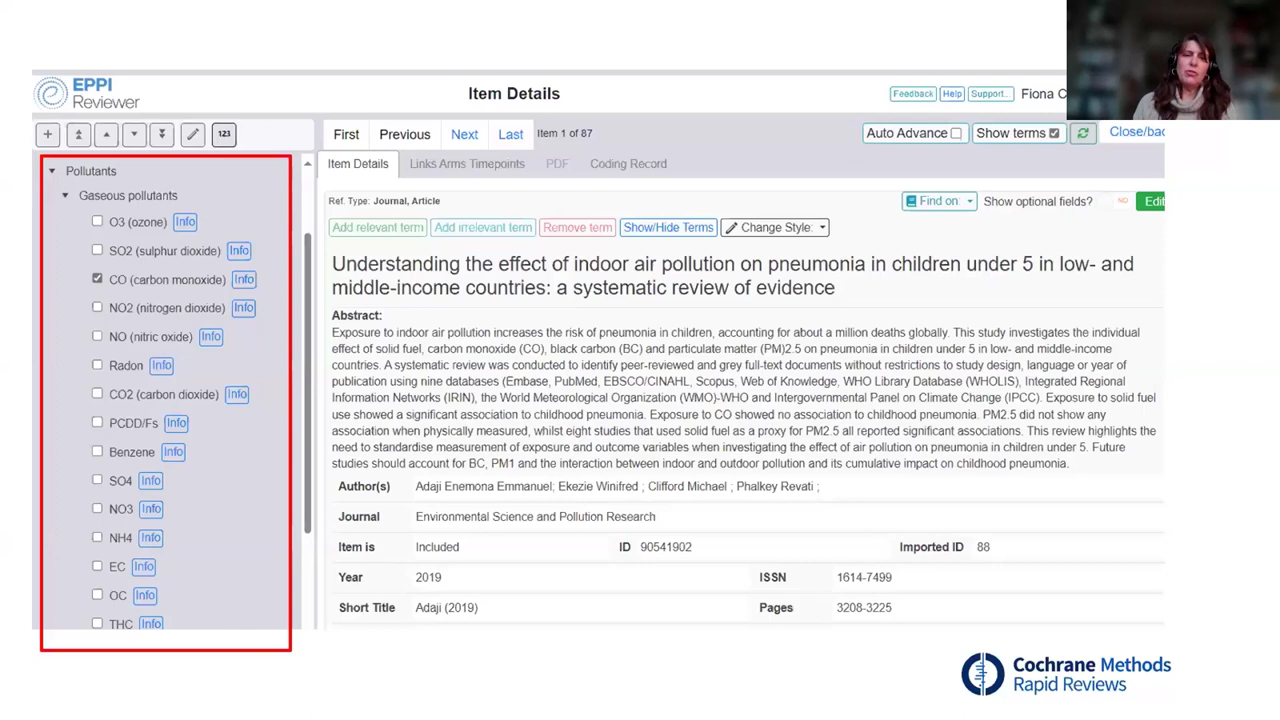 EPPI
Reviewer
Item Details
Feedback Help Support.. Fiona C
123
First Previous Next Last Item 1 of 87
Auto Advance Show terms Close/bac
Pollutants
Gaseous pollutants
O3 (ozone) Info
SO2 (sulphur dioxide) Info
CO (carbon monoxide) Info
NO2 (nitrogen dioxide) Info
NO (nitric oxide) Info
Radon Info
CO2 (carbon dioxide) Info
PCDD/Fs Info
Benzene Info
SO4 Info
NO3 Info
NH4 Info
EC Info
OC Info
THC Info
Item Details Links Arms Timepoints PDF Coding Record
Ref. Type: Journal, Article
Find on Show optional fields? NO Edit
Add relevant term Add irrelevant term Remove term Show/Hide Terms Change Style:
Understanding the effect of indoor air pollution on pneumonia in children under 5 in low- and
middle-income countries: a systematic review of evidence
Abstract:
Exposure to indoor air pollution increases the risk of pneumonia in children, accounting for about a million deaths globally. This study investigates the individual
effect of solid fuel, carbon monoxide (CO), black carbon (BC) and particulate matter (PM)2.5 on pneumonia in children under 5 in low- and middle-income
countries. A systematic review was conducted to identify peer-reviewed and grey full-text documents without restrictions to study design, language or year of
publication using nine databases (Embase, PubMed, EBSCO/CINAHL, Scopus, Web of Knowledge, WHO Library Database (WHOLIS), Integrated Regional
Information Networks (IRIN), the World Meteorological Organization (WMO)-WHO and Intergovernmental Panel on Climate Change (IPCC). Exposure to solid fuel
use showed a significant association to childhood pneumonia. Exposure to CO showed no association to childhood pneumonia. PM2.5 did not show any
association when physically measured, whilst eight studies that used solid fuel as a proxy for PM2.5 all reported significant associations. This review highlights the
need to standardise measurement of exposure and outcome variables when investigating the effect of air pollution on pneumonia in children under 5. Future
studies should account for BC, PM1 and the interaction between indoor and outdoor pollution and its cumulative impact on childhood pneumonia.
Author(s) Adaji Enemona Emmanuel; Ekezie Winifred ; Clifford Michael ; Phalkey Revati ;
Journal Environmental Science and Pollution Research
Item is Included ID 90541902 Imported ID 88
Year 2019 ISSN 1614-7499
Short Title Adaji (2019) Pages 3208-3225
Cochrane Methods
Rapid Reviews